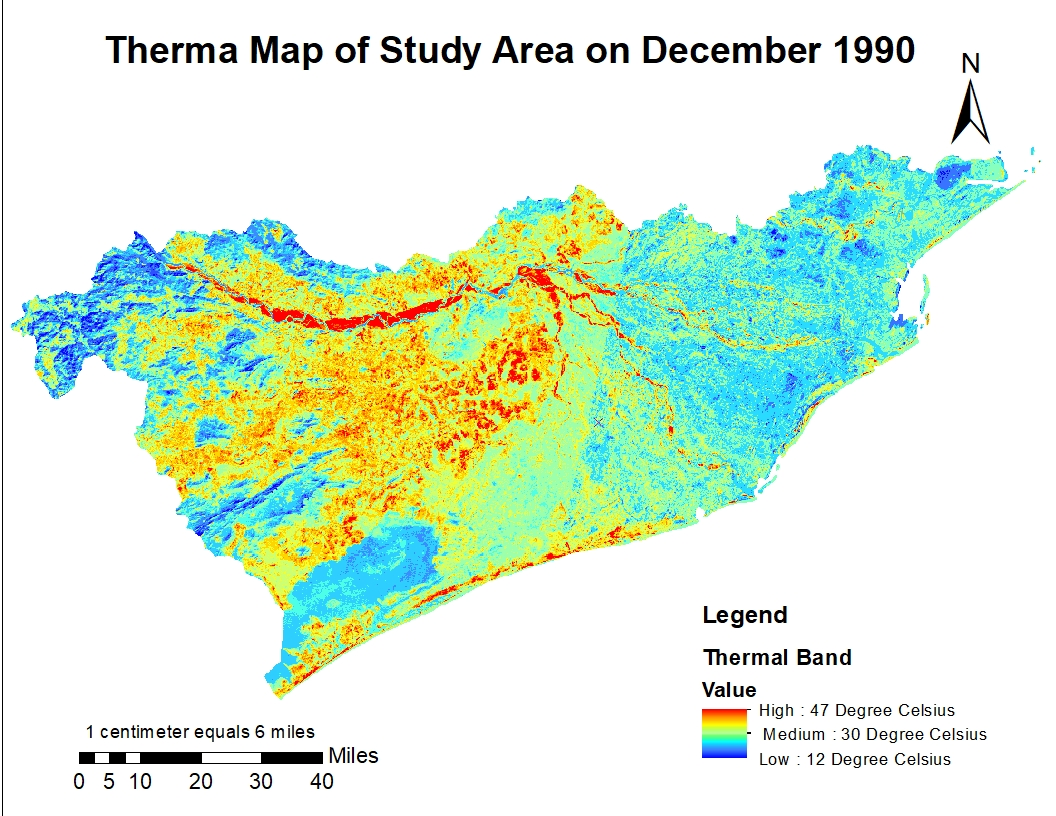 Therma Map of Study Area on December 1990
N
Legend
Thermal Band
Value
High : 47 Degree Celsius
Medium : 30 Degree Celsius
Low : 12 Degree Celsius
1 centimeter equals 6 miles
Miles
0 5 10 20 30 40